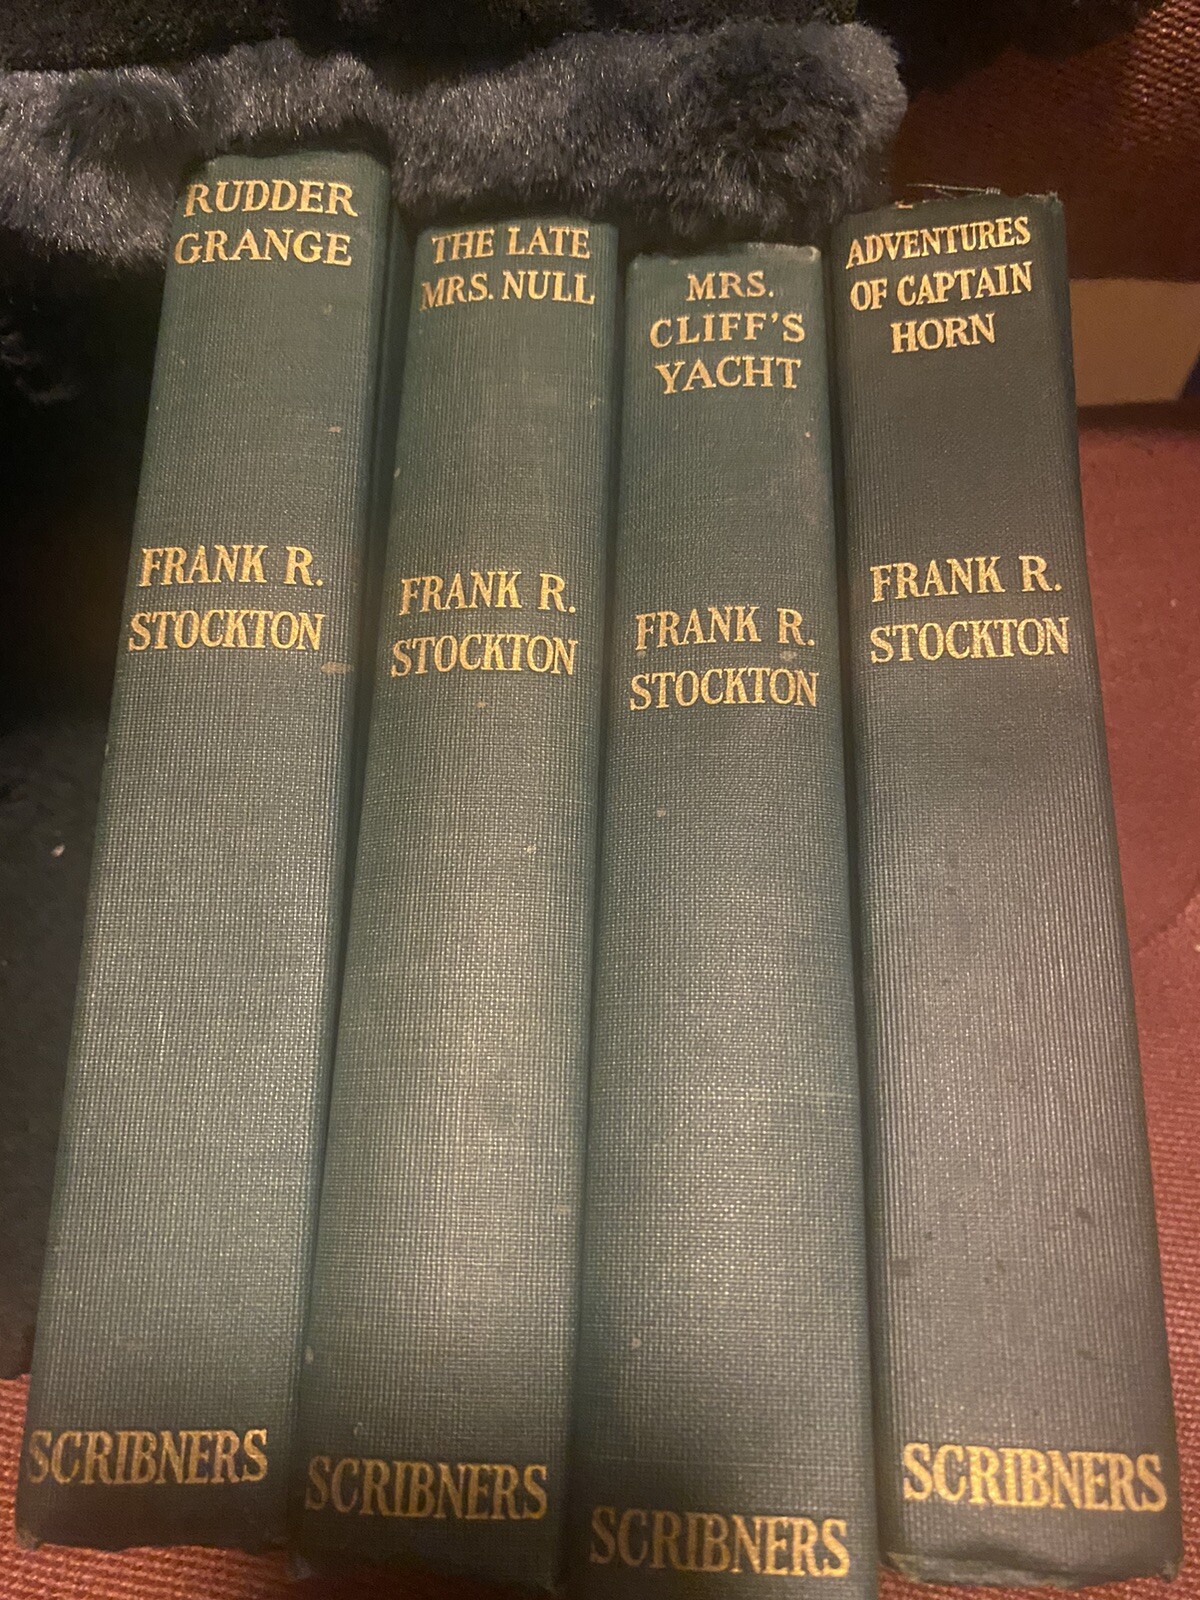 RUDDER
GRANGE
FRANK R.
STOCKTON
SCRIBNERS
THE LATE
MRS. NULL
FRANK R.
STOCKTON
SCRIBNERS
MRS.
CLIFF'S
YACHT
FRANK R.
STOCKTON
SCRIBNERS
ADVENTURES
OF CAPTAIN
HORN
FRANK R.
STOCKTON
SCRIBNERS